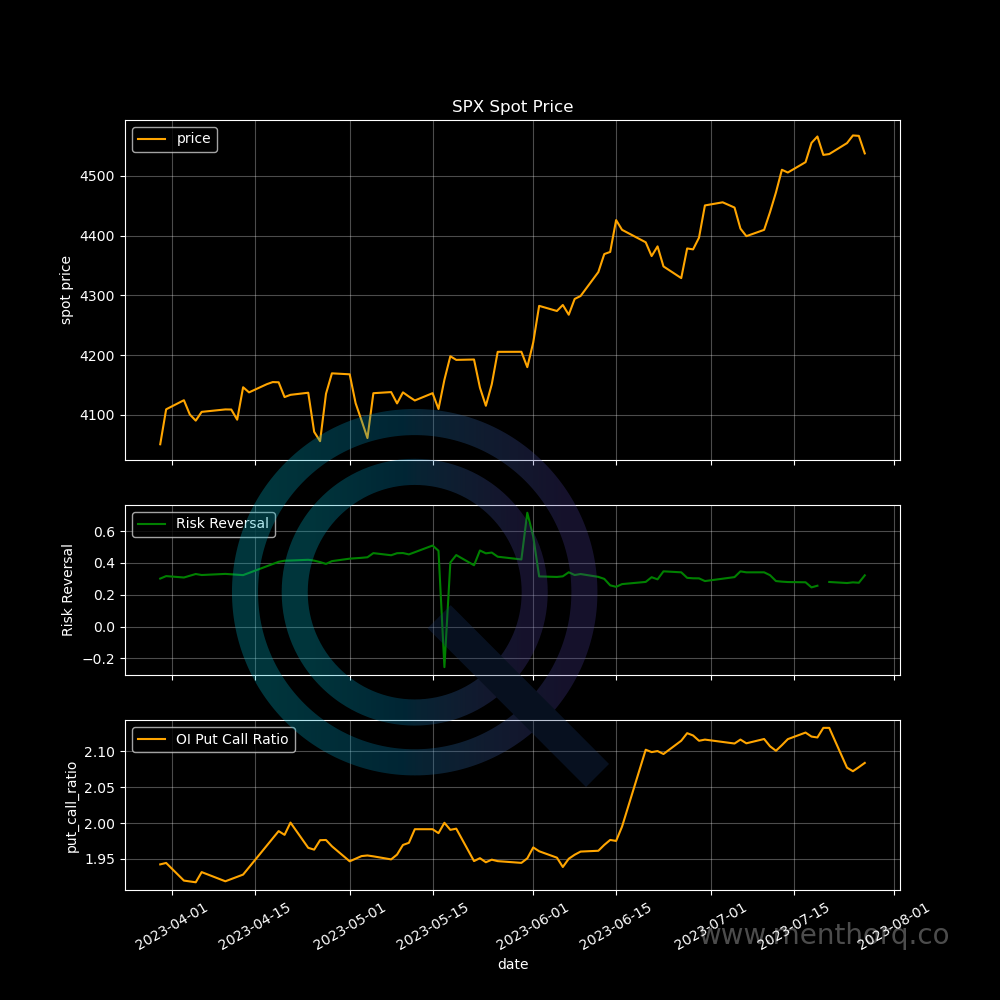 SPX Spot Price
price
4500
4400
4300
4200
4100
spot price
Risk Reversal
0.6
0.4
0.2
0.0
−0.2
Risk Reversal
OI Put Call Ratio
2.10
2.05
2.00
1.95
put_call_ratio
2023-04-01 2023-04-15 2023-05-01 2023-05-15 2023-06-01 2023-06-15 2023-07-01 2023-07-15 2023-08-01
www.mentherq.co
date